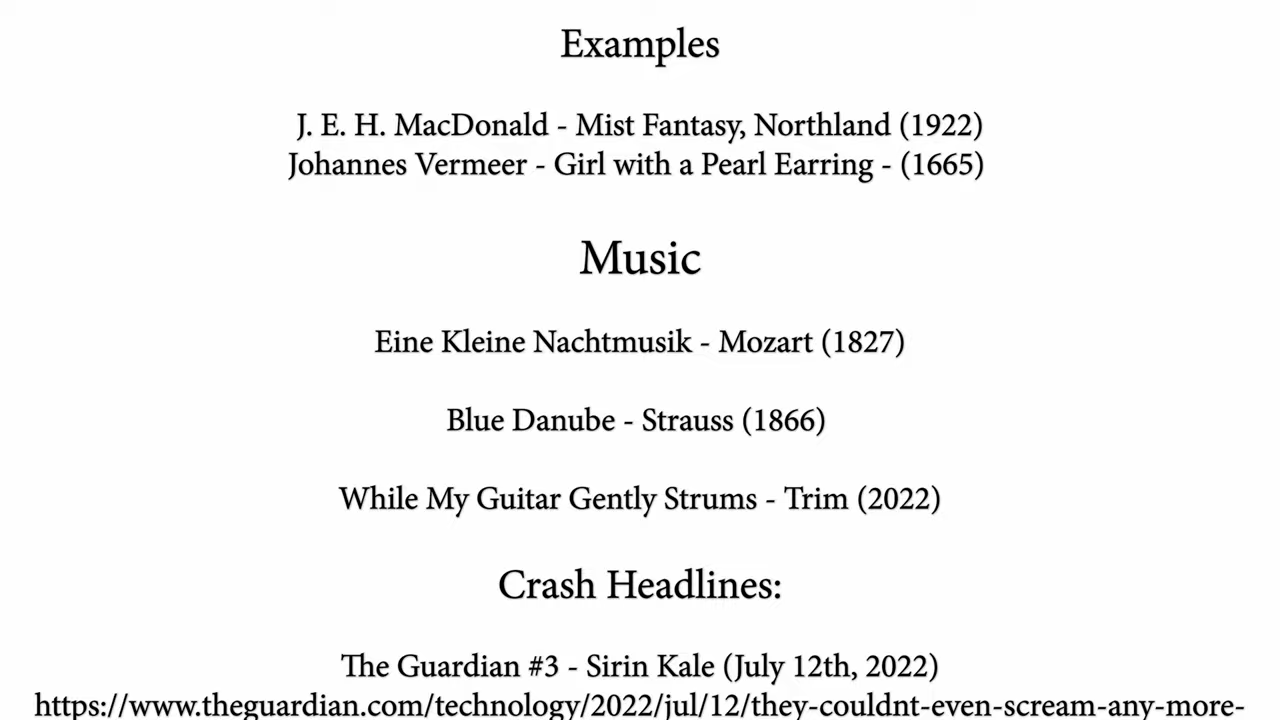 Examples
J. E. H. MacDonald - Mist Fantasy, Northland (1922)
Johannes Vermeer - Girl with a Pearl Earring - (1665)
Music
Eine Kleine Nachtmusik - Mozart (1827)
Blue Danube - Strauss (1866)
While My Guitar Gently Strums - Trim (2022)
Crash Headlines:
The Guardian #3 - Sirin Kale (July 12th, 2022)
https://www.theguardian.com/technology/2022/jul/12/they-couldnt-even-scream-any-more-